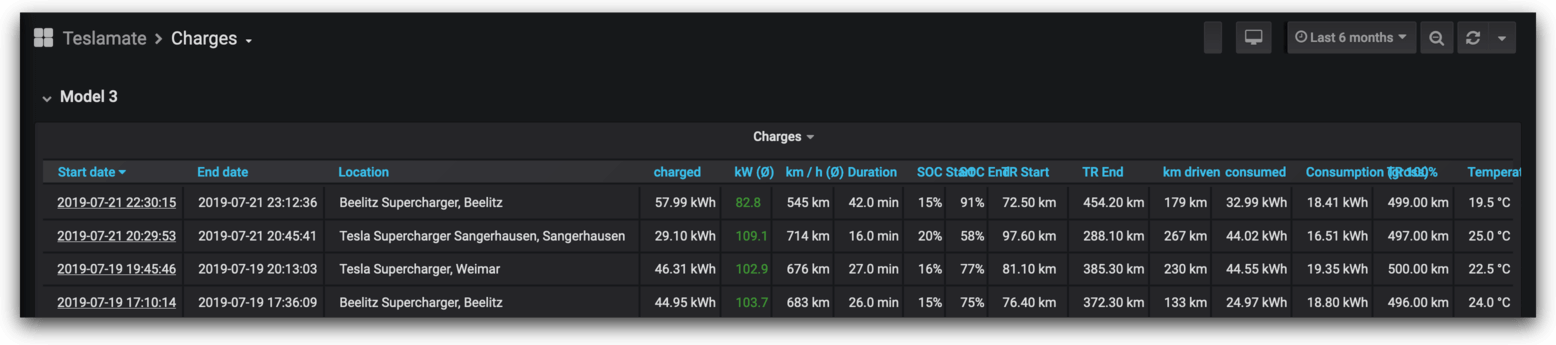 Teslamate > Charges
Last 6 months
Model 3
Charges
Start date End date Location charged kW (Ø) km / h (Ø) Duration SOC Start SOC End TR Start TR End km driven consumed Consumption (gross) TR 100% Temperat
2019-07-21 22:30:15 2019-07-21 23:12:36 Beelitz Supercharger, Beelitz 57.99 kWh 82.8 545 km 42.0 min 15% 91% 72.50 km 454.20 km 179 km 32.99 kWh 18.41 kWh 499.00 km 19.5 °C
2019-07-21 20:29:53 2019-07-21 20:45:41 Tesla Supercharger Sangerhausen, Sangerhausen 29.10 kWh 109.1 714 km 16.0 min 20% 58% 97.60 km 288.10 km 267 km 44.02 kWh 16.51 kWh 497.00 km 25.0 °C
2019-07-19 19:45:46 2019-07-19 20:13:03 Tesla Supercharger, Weimar 46.31 kWh 102.9 676 km 27.0 min 16% 77% 81.10 km 385.30 km 230 km 44.55 kWh 19.35 kWh 500.00 km 22.5 °C
2019-07-19 17:10:14 2019-07-19 17:36:09 Beelitz Supercharger, Beelitz 44.95 kWh 103.7 683 km 26.0 min 15% 75% 76.40 km 372.30 km 133 km 24.97 kWh 18.80 kWh 496.00 km 24.0 °C